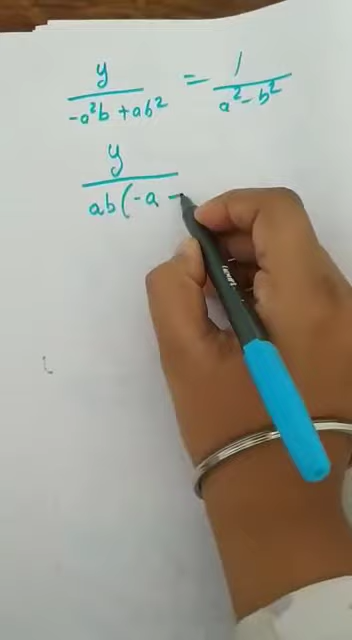 y/(-a²b + ab²) = 1/(a² - b²)
y/(ab(-a -